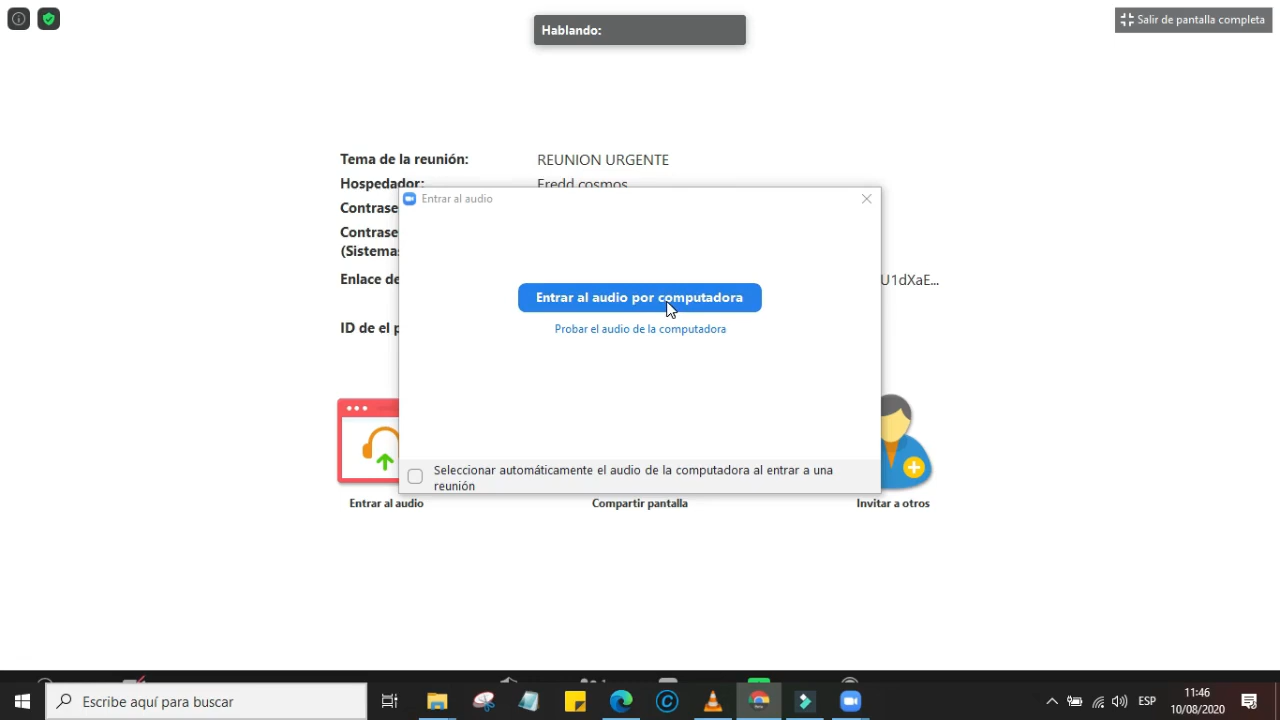 Hablando:
Salir de pantalla completa
Tema de la reunión: REUNION URGENTE
Hospedador: Fredd cosmos
Contrase
Contrase
(Sistema
Enlace de U1dXaE...
ID de el p
Entrar al audio
Entrar al audio por computadora
Probar el audio de la computadora
Seleccionar automáticamente el audio de la computadora al entrar a una
reunión
Entrar al audio Compartir pantalla Invitar a otros
Escribe aquí para buscar
ESP
11:46
10/08/2020